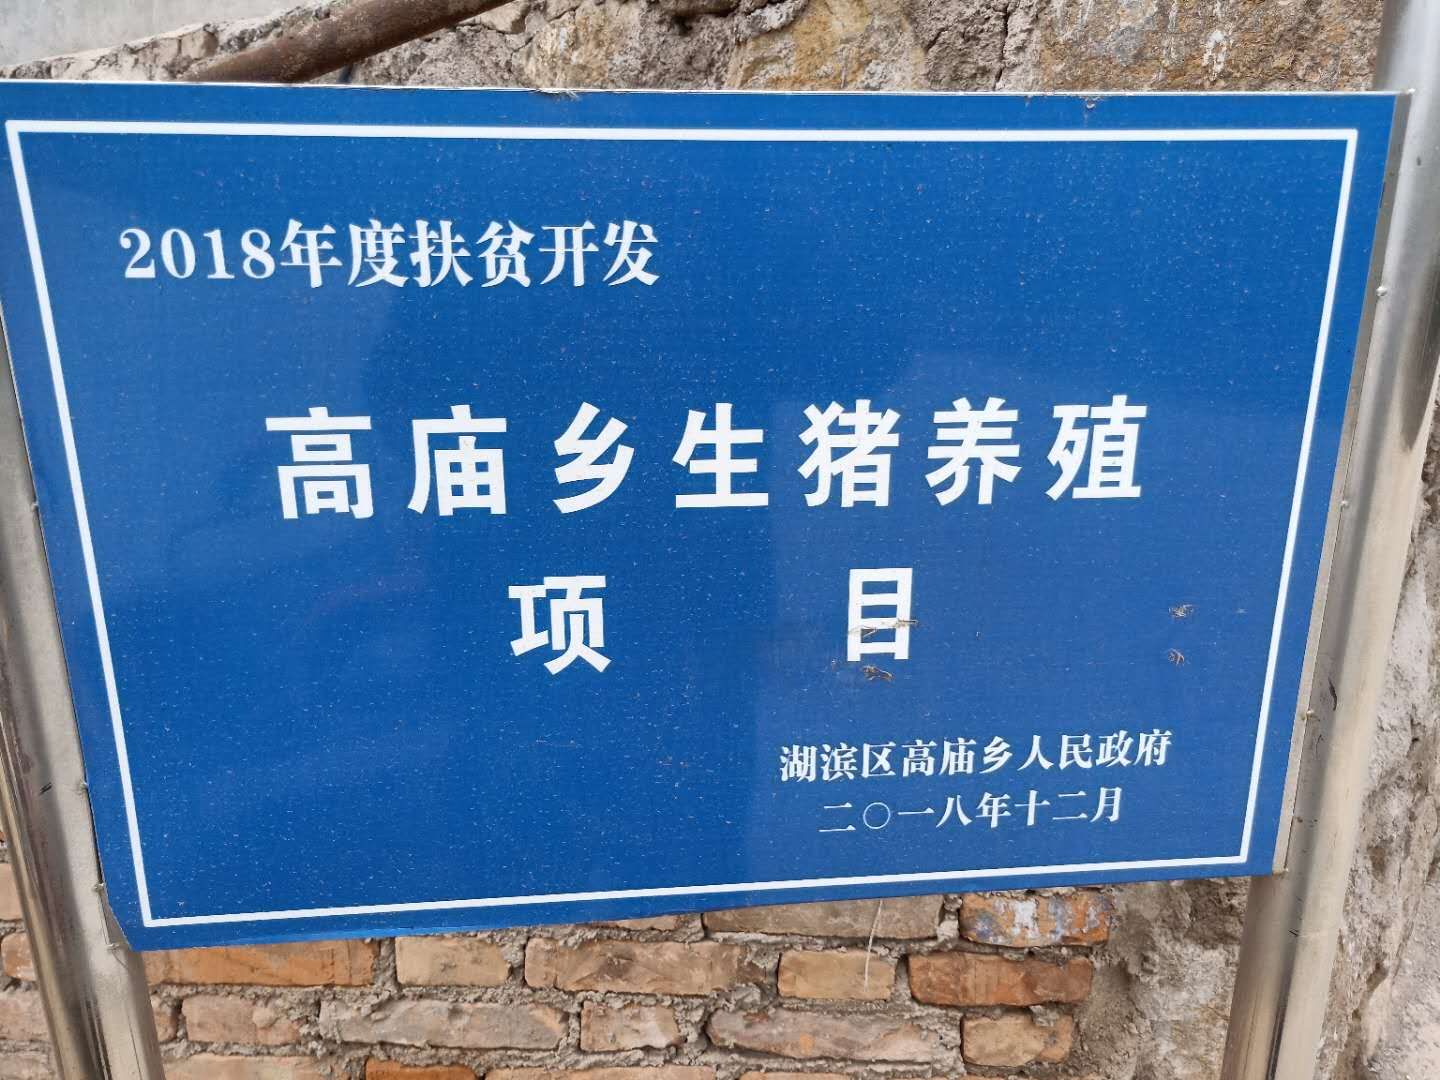 2018年度扶贫开发
高庙乡生猪养殖
项目
湖滨区高庙乡人民政府
二〇一八年十二月